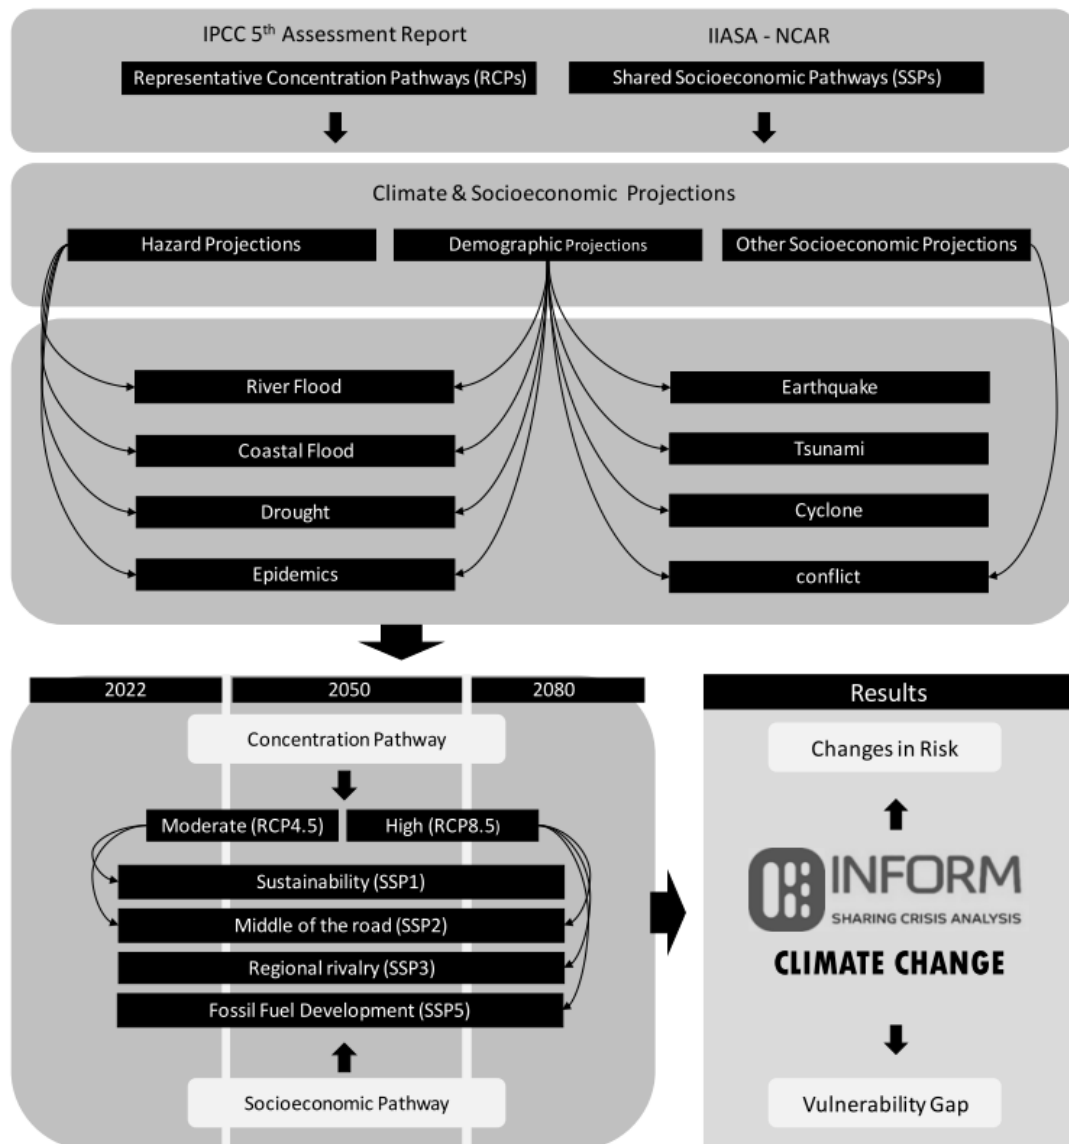 IPCC 5th Assessment Report
IIASA - NCAR
Representative Concentration Pathways (RCPs)
Shared Socioeconomic Pathways (SSPs)
Climate & Socioeconomic Projections
Hazard Projections
Demographic Projections
Other Socioeconomic Projections
River Flood
Earthquake
Coastal Flood
Tsunami
Drought
Cyclone
Epidemics
conflict
2022
2050
2080
Concentration Pathway
Moderate (RCP4.5)
High (RCP8.5)
Sustainability (SSP1)
Middle of the road (SSP2)
Regional rivalry (SSP3)
Fossil Fuel Development (SSP5)
Socioeconomic Pathway
Results
Changes in Risk
INFORM
SHARING CRISIS ANALYSIS
CLIMATE CHANGE
Vulnerability Gap